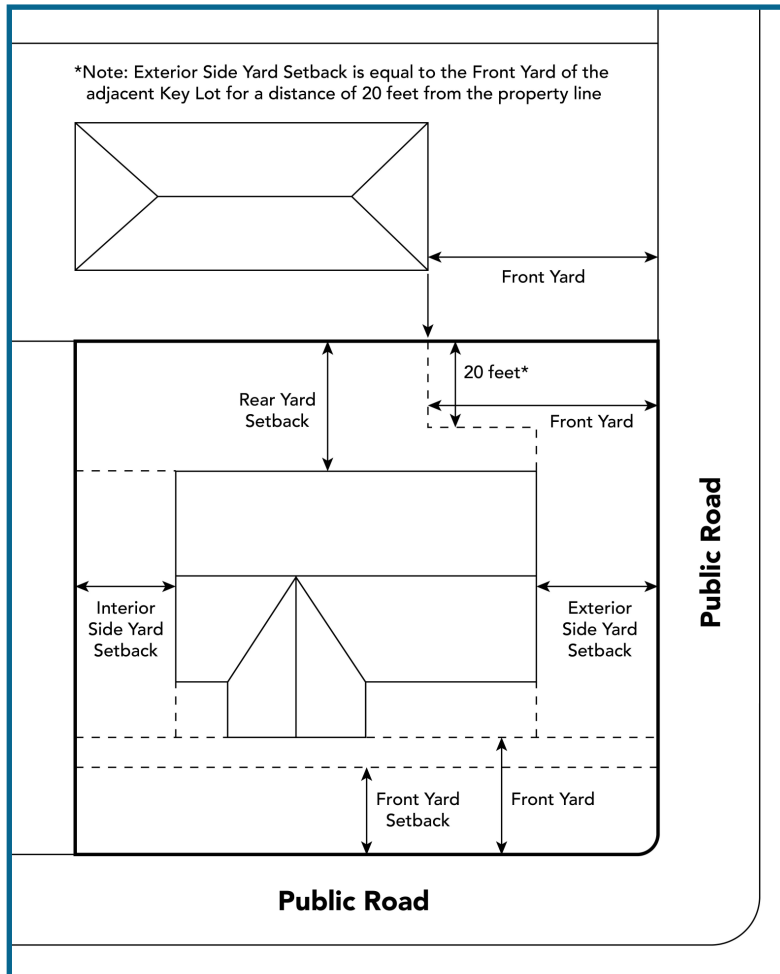 *Note: Exterior Side Yard Setback is equal to the Front Yard of the
adjacent Key Lot for a distance of 20 feet from the property line
Front Yard
20 feet*
Rear Yard
Setback
Front Yard
Public Road
Interior
Side Yard
Setback
Exterior
Side Yard
Setback
Front Yard
Setback
Front Yard
Public Road